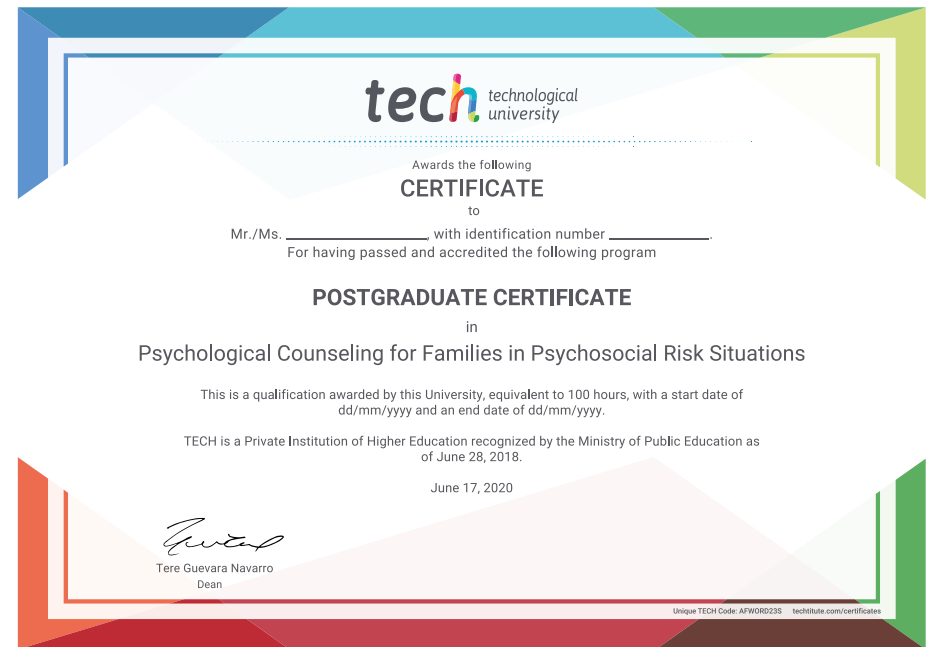 tech technological
university
Awards the following
CERTIFICATE
to
Mr./Ms. ____________________, with identification number ______________.
For having passed and accredited the following program
POSTGRADUATE CERTIFICATE
in
Psychological Counseling for Families in Psychosocial Risk Situations
This is a qualification awarded by this University, equivalent to 100 hours, with a start date of
dd/mm/yyyy and an end date of dd/mm/yyyy.
TECH is a Private Institution of Higher Education recognized by the Ministry of Public Education as
of June 28, 2018.
June 17, 2020
Tere Guevara Navarro
Dean
Unique TECH Code: AFWORD23S techtitute.com/certificates